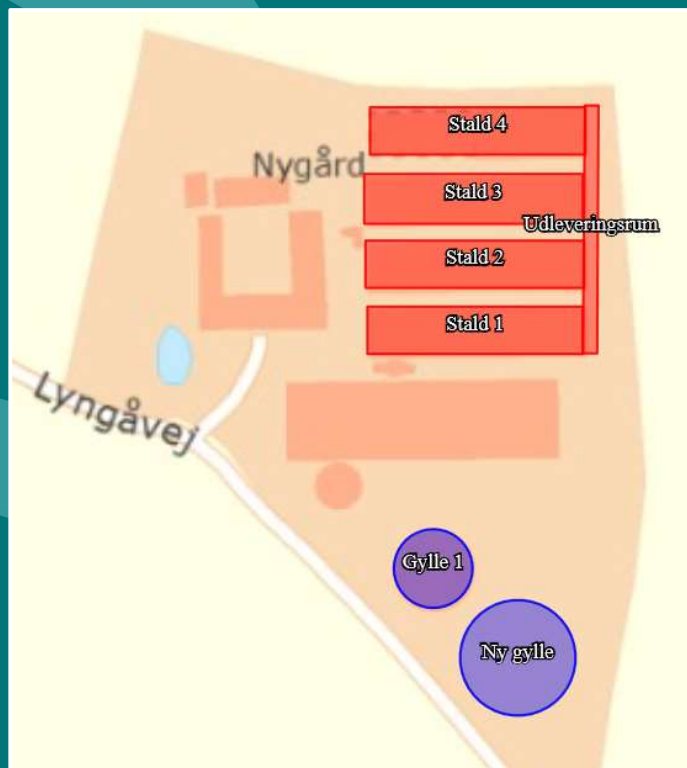 Stald 4
Nygård
Stald 3
Udleveringsrum
Stald 2
Stald 1
Lyngåvej
Gylle 1
Ny gylle